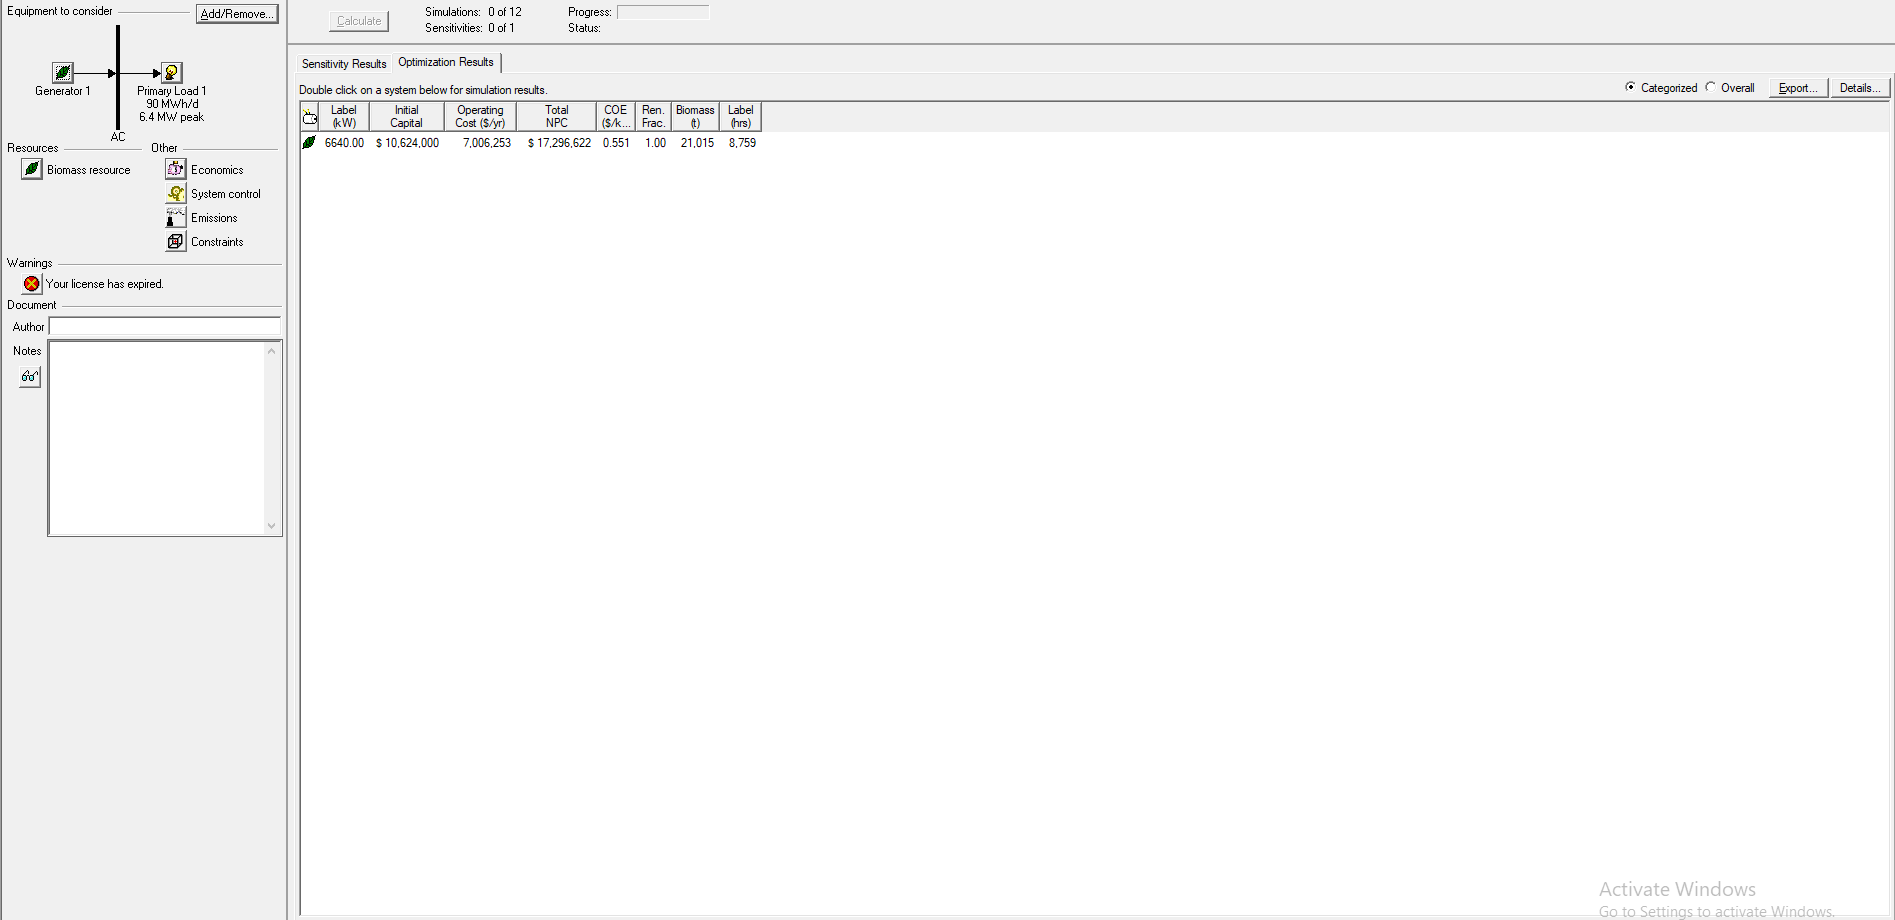 Equipment to consider
Add/Remove...
Generator 1
Primary Load 1
90 MWh/d
6.4 MW peak
AC
Resources
Other
Biomass resource
Economics
System control
Emissions
Constraints
Warnings
Your license has expired.
Document
Author
Notes
Calculate
Simulations: 0 of 12
Progress:
Sensitivities: 0 of 1
Status:
Sensitivity Results
Optimization Results
Double click on a system below for simulation results.
Categorized
Overall
Export...
Details...
Label (kW)
Initial Capital
Operating Cost ($/yr)
Total NPC
COE ($/k...
Ren. Frac.
Biomass (t)
Label (hrs)
6640.00 $ 10,624,000 7,006,253 $ 17,296,622 0.551 1.00 21,015 8,759
Activate Windows
Go to Settings to activate Windows.